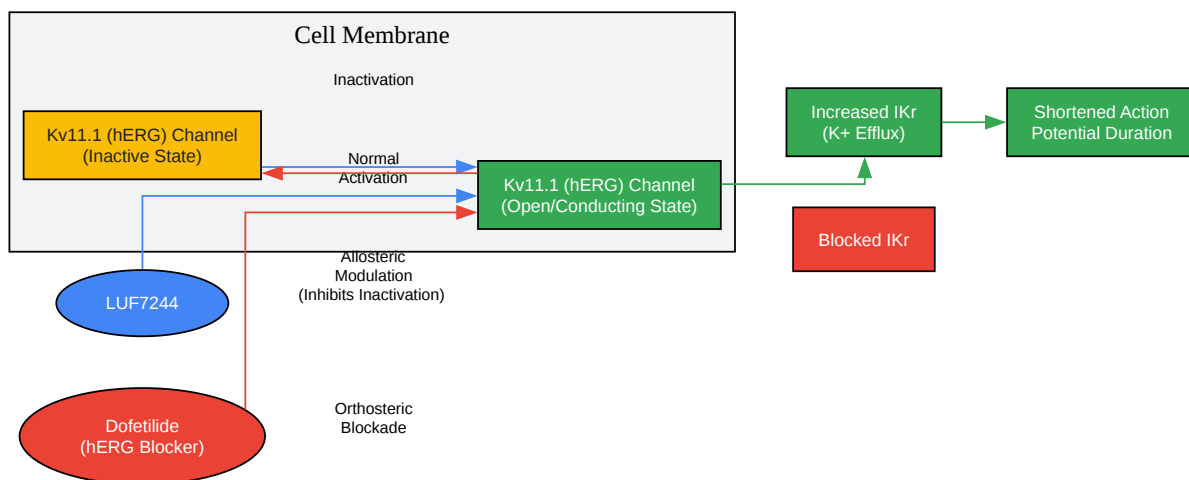 Cell Membrane
Inactivation
Kv11.1 (hERG) Channel
(Inactive State)
Normal
Activation
Kv11.1 (hERG) Channel
(Open/Conducting State)
Increased IKr
(K+ Efflux)
Shortened Action
Potential Duration
Blocked IKr
Allosteric
Modulation
(Inhibits Inactivation)
LUF7244
Orthosteric
Blockade
Dofetilide
(hERG Blocker)